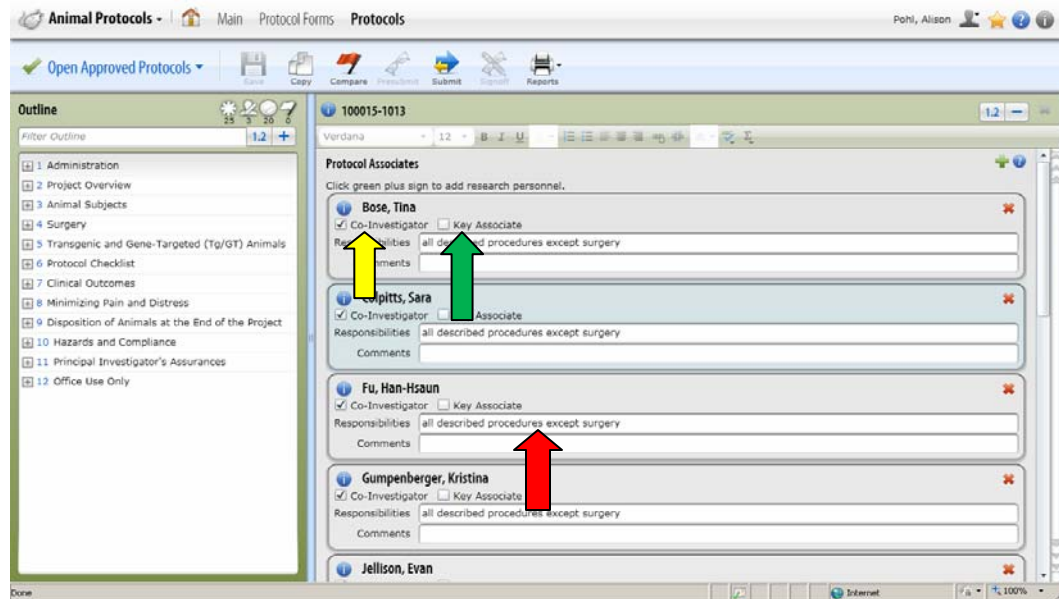 Animal Protocols Main Protocol Forms Protocols Pohl, Alison
Open Approved Protocols Save Copy Compare Presubmit Submit Signoff Reports
Outline 25 3 20 0
Filter Outline 1.2 +
1 Administration
2 Project Overview
3 Animal Subjects
4 Surgery
5 Transgenic and Gene-Targeted (Tg/GT) Animals
6 Protocol Checklist
7 Clinical Outcomes
8 Minimizing Pain and Distress
9 Disposition of Animals at the End of the Project
10 Hazards and Compliance
11 Principal Investigator's Assurances
12 Office Use Only
100015-1013 1.2
Verdana 12 B I U
Protocol Associates
Click green plus sign to add research personnel.
Bose, Tina
Co-Investigator Key Associate
all described procedures except surgery
Colpitts, Sara
Co-Investigator Associate
Responsibilities all described procedures except surgery
Comments
Fu, Han-Hsaun
Co-Investigator Key Associate
Responsibilities all described procedures except surgery
Comments
Gumpenberger, Kristina
Co-Investigator Key Associate
Responsibilities all described procedures except surgery
Comments
Jellison, Evan
Done Internet 100%